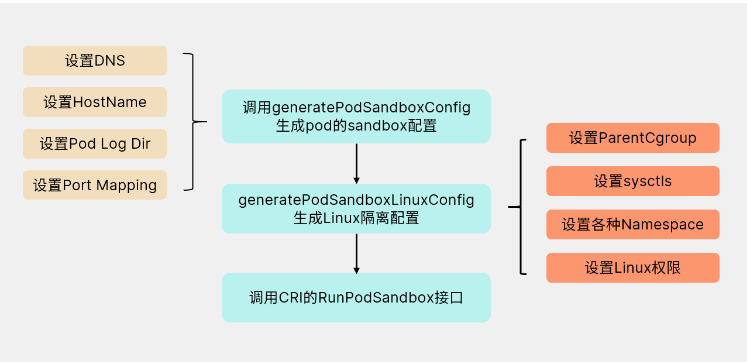 设置DNS
设置HostName
设置Pod Log Dir
设置Port Mapping
调用generatePodSandboxConfig
生成pod的sandbox配置
generatePodSandboxLinuxConfig
生成Linux隔离配置
调用CRI的RunPodSandbox接口
设置ParentCgroup
设置sysctls
设置各种Namespace
设置Linux权限